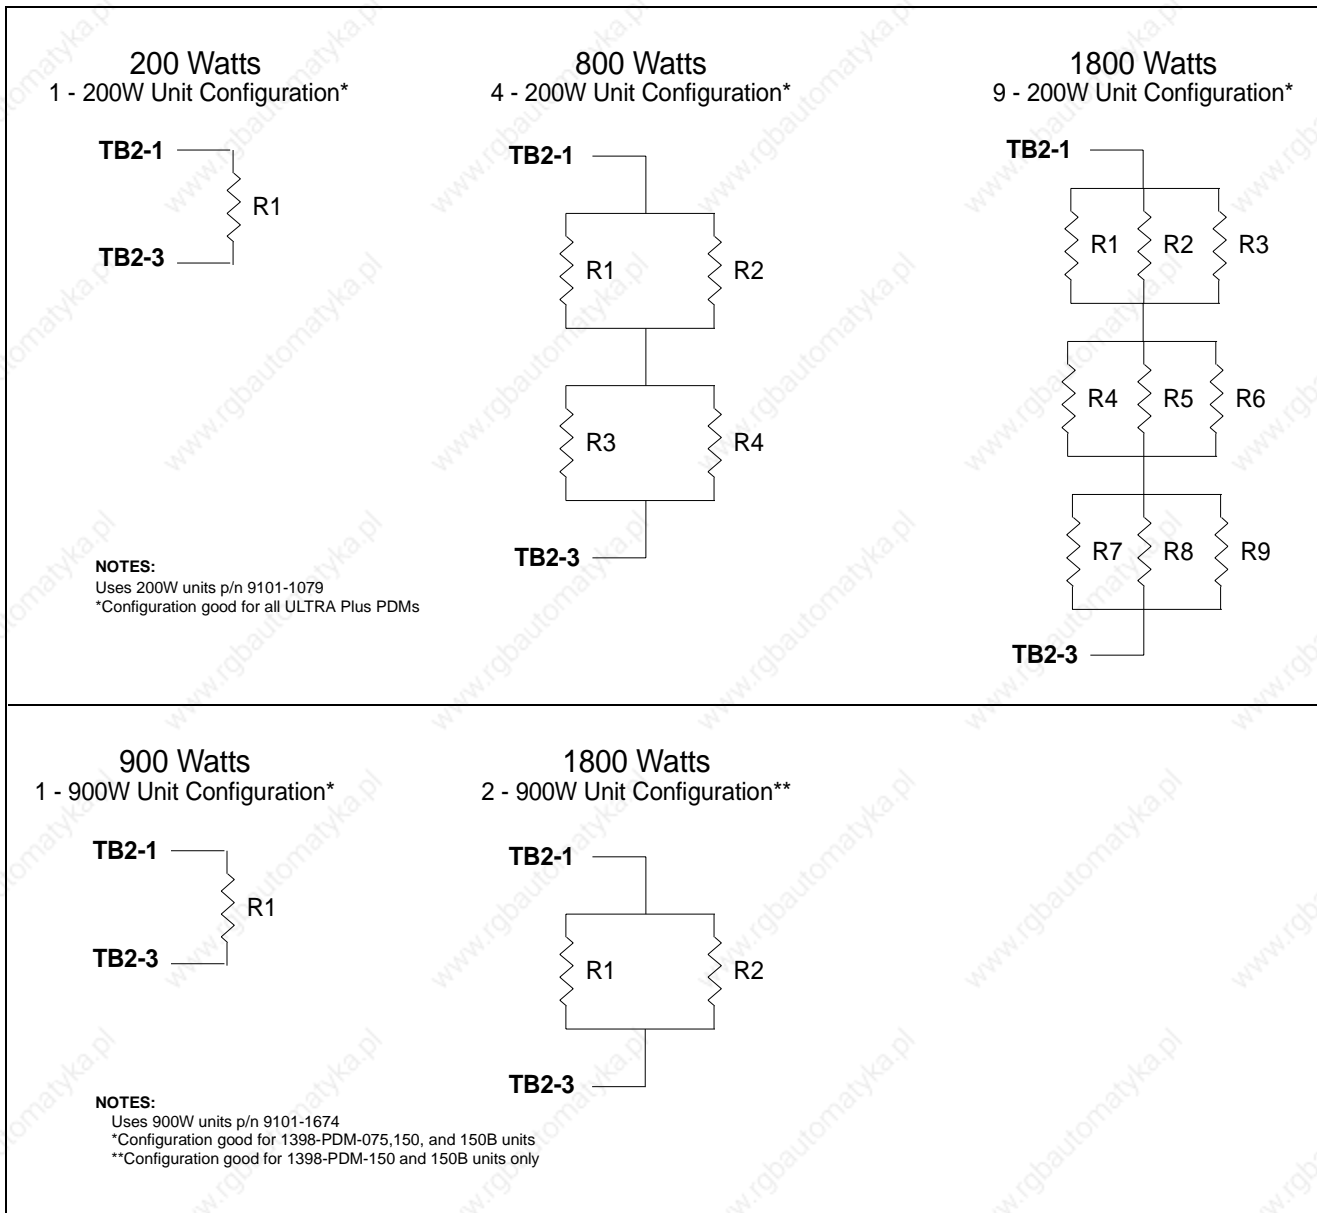 200 Watts
1 - 200W Unit Configuration*
TB2-1
R1
TB2-3
800 Watts
4 - 200W Unit Configuration*
TB2-1
R1
R2
R3
R4
TB2-3
1800 Watts
9 - 200W Unit Configuration*
TB2-1
R1
R2
R3
R4
R5
R6
R7
R8
R9
TB2-3
NOTES:
Uses 200W units p/n 9101-1079
*Configuration good for all ULTRA Plus PDMs
900 Watts
1 - 900W Unit Configuration*
TB2-1
R1
TB2-3
1800 Watts
2 - 900W Unit Configuration**
TB2-1
R1
R2
TB2-3
NOTES:
Uses 900W units p/n 9101-1674
*Configuration good for 1398-PDM-075,150, and 150B units
**Configuration good for 1398-PDM-150 and 150B units only
www.rgbautomatyka.pl